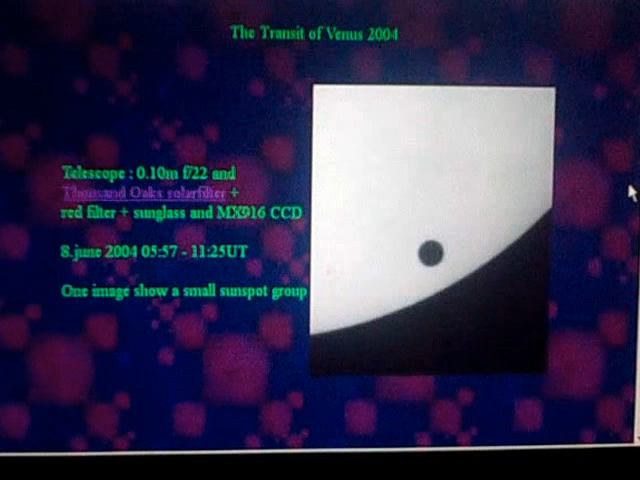 The Transit of Venus 2004
Telescope : 0.10m f/22 and
Thousand Oaks solarfilter +
red filter + sunglass and MX916 CCD
8.june 2004 05:57 - 11:25UT
One image show a small sunspot group